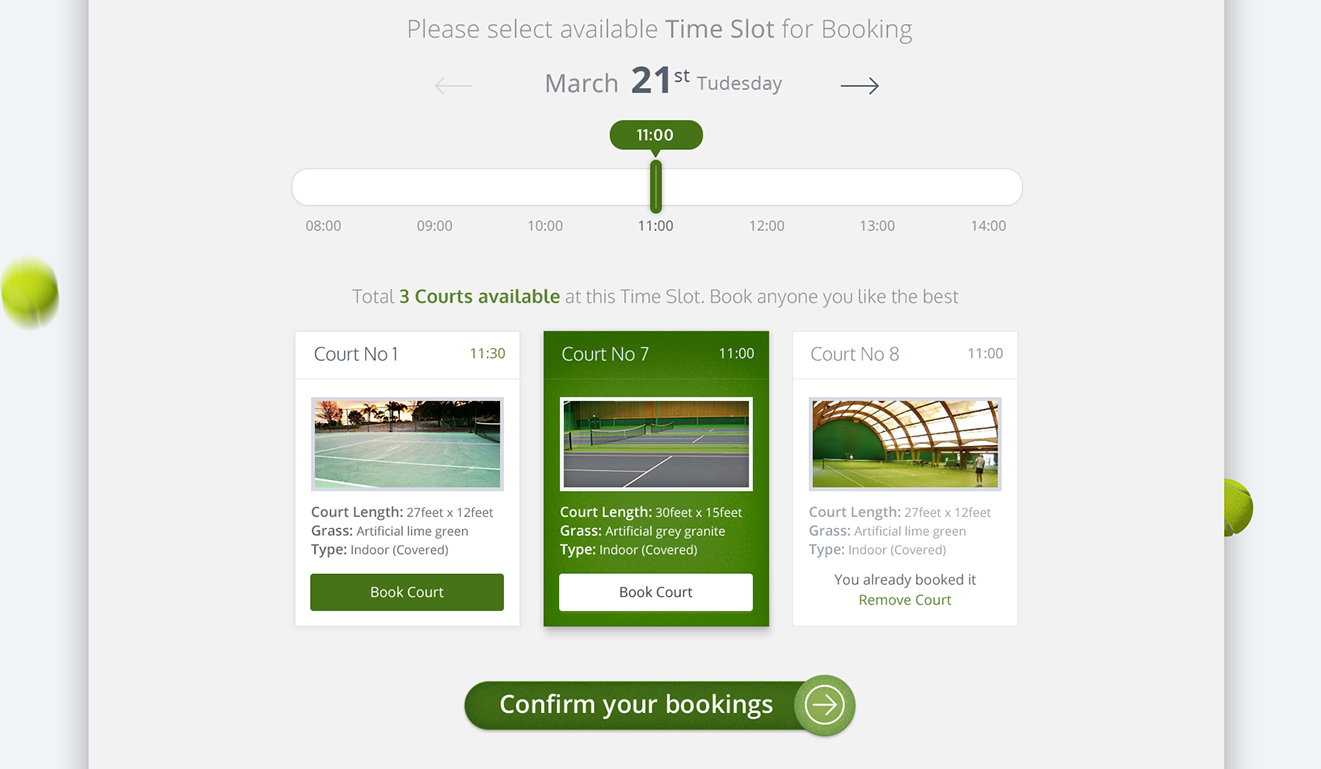 Please select available Time Slot for Booking
March 21st Tudesday
11:00
08:00 09:00 10:00 11:00 12:00 13:00 14:00
Total 3 Courts available at this Time Slot. Book anyone you like the best
Court No 1 11:30
Court Length: 27feet x 12feet
Grass: Artificial lime green
Type: Indoor (Covered)
Book Court
Court No 7 11:00
Court Length: 30feet x 15feet
Grass: Artificial grey granite
Type: Indoor (Covered)
Book Court
Court No 8 11:00
Court Length: 27feet x 12feet
Grass: Artificial lime green
Type: Indoor (Covered)
You already booked it
Remove Court
Confirm your bookings